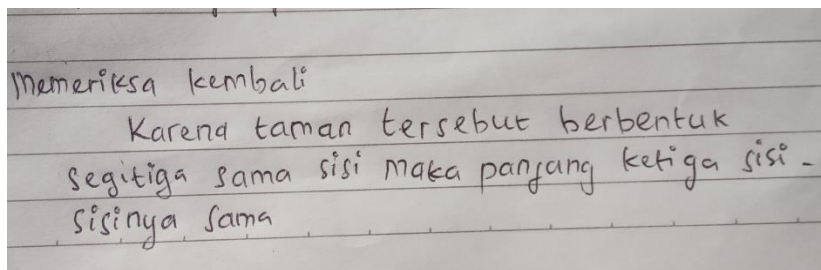 Memeriksa kembali
Karena taman tersebut berbentuk
segitiga sama sisi maka panjang ketiga sisi-
sisinya sama